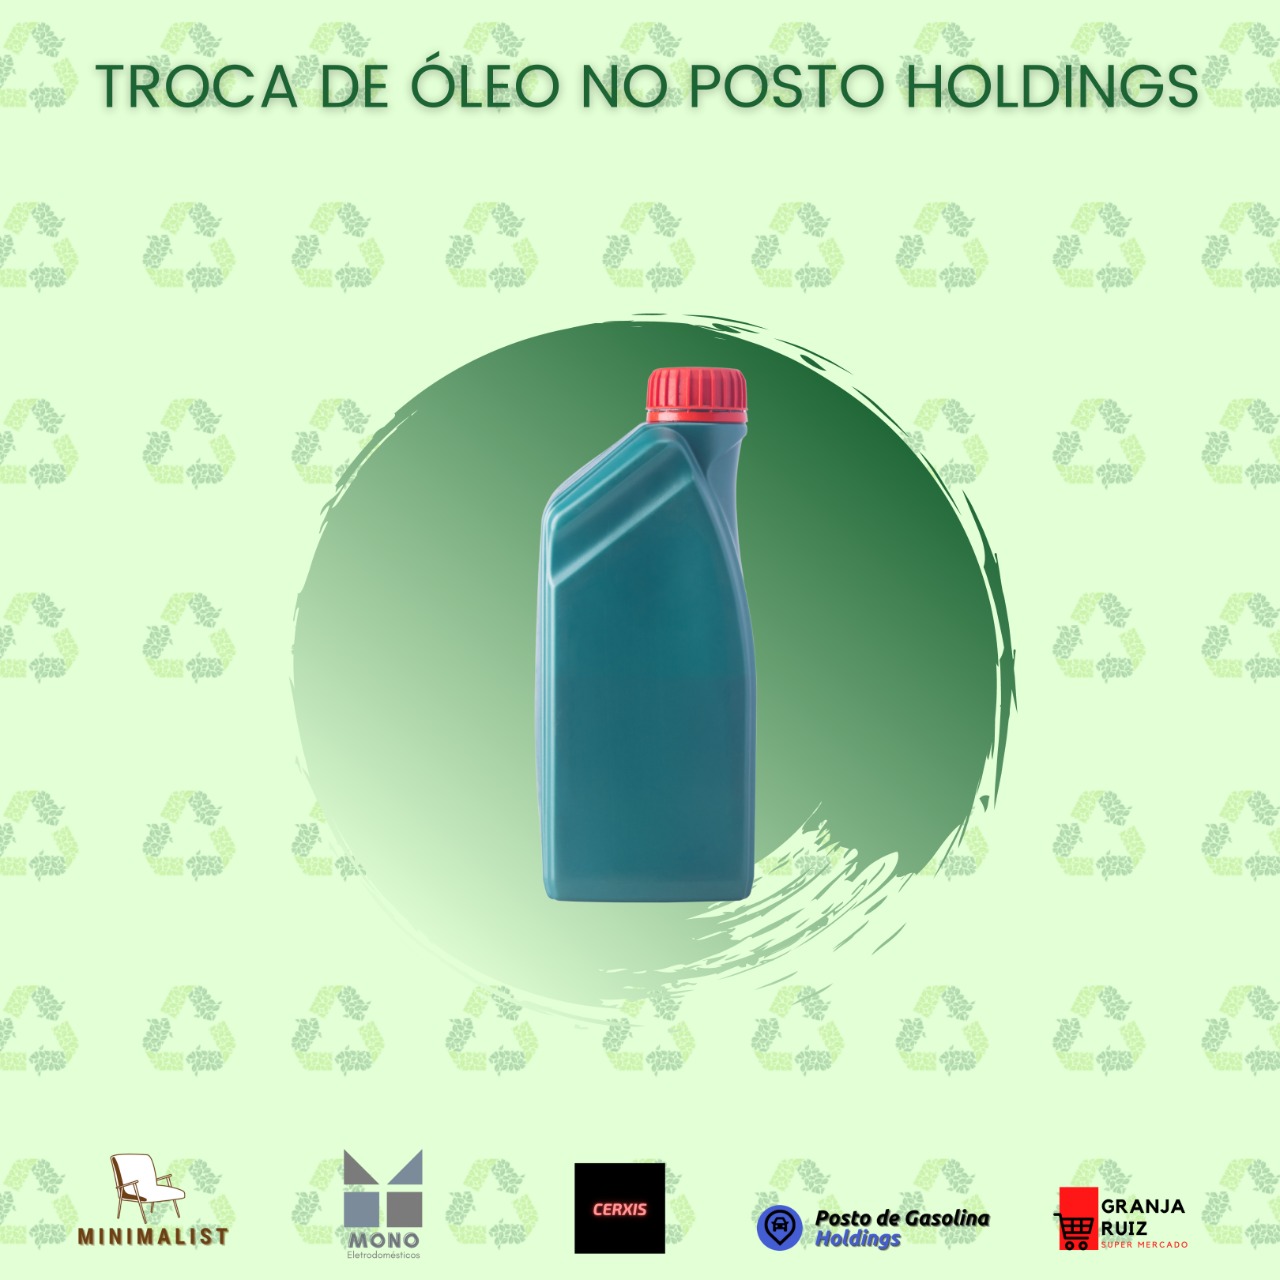 TROCA DE ÓLEO NO POSTO HOLDINGS
MINIMALIST
MONO
Eletrodomésticos
CERXIS
Posto de Gasolina
Holdings
GRANJA
RUIZ
SUPER MERCADO